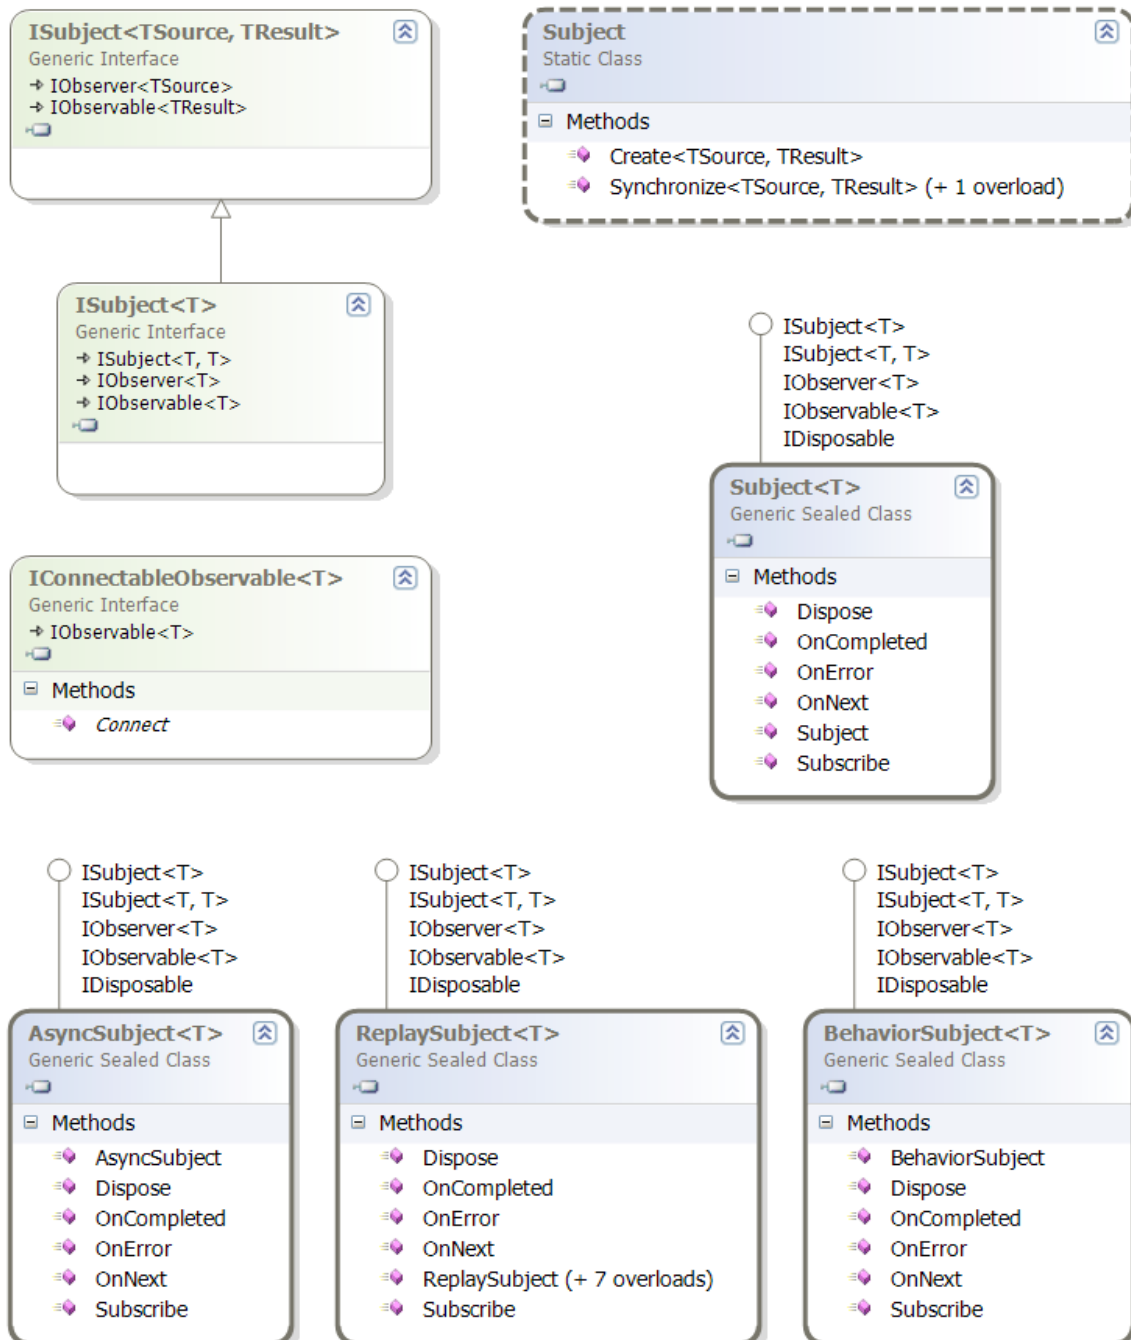 ISubject<TSource, TResult>
Generic Interface
IObserver<TSource>
IObservable<TResult>
Subject
Static Class
Methods
Create<TSource, TResult>
Synchronize<TSource, TResult> (+ 1 overload)
ISubject<T>
Generic Interface
ISubject<T, T>
IObserver<T>
IObservable<T>
ISubject<T>
ISubject<T, T>
IObserver<T>
IObservable<T>
IDisposable
Subject<T>
Generic Sealed Class
Methods
Dispose
OnCompleted
OnError
OnNext
Subject
Subscribe
IConnectableObservable<T>
Generic Interface
IObservable<T>
Methods
Connect
ISubject<T>
ISubject<T, T>
IObserver<T>
IObservable<T>
IDisposable
AsyncSubject<T>
Generic Sealed Class
Methods
AsyncSubject
Dispose
OnCompleted
OnError
OnNext
Subscribe
ISubject<T>
ISubject<T, T>
IObserver<T>
IObservable<T>
IDisposable
ReplaySubject<T>
Generic Sealed Class
Methods
Dispose
OnCompleted
OnError
OnNext
ReplaySubject (+ 7 overloads)
Subscribe
ISubject<T>
ISubject<T, T>
IObserver<T>
IObservable<T>
IDisposable
BehaviorSubject<T>
Generic Sealed Class
Methods
BehaviorSubject
Dispose
OnCompleted
OnError
OnNext
Subscribe